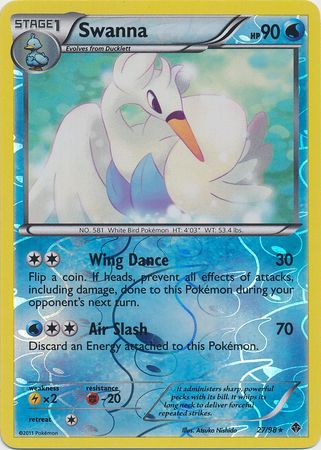 STAGE1
Swanna
HP 90
Evolves from Ducklett
NO. 581 White Bird Pokémon HT: 4'03" WT: 53.4 lbs.
Wing Dance 30
Flip a coin. If heads, prevent all effects of attacks,
including damage, done to this Pokémon during your
opponent's next turn.
Air Slash 70
Discard an Energy attached to this Pokémon.
weakness
×2
resistance
-20
retreat
It administers sharp, powerful
pecks with its bill. It whips its
long neck to deliver forceful
repeated strikes.
©2011 Pokémon
Illus. Atsuko Nishida
27/98★